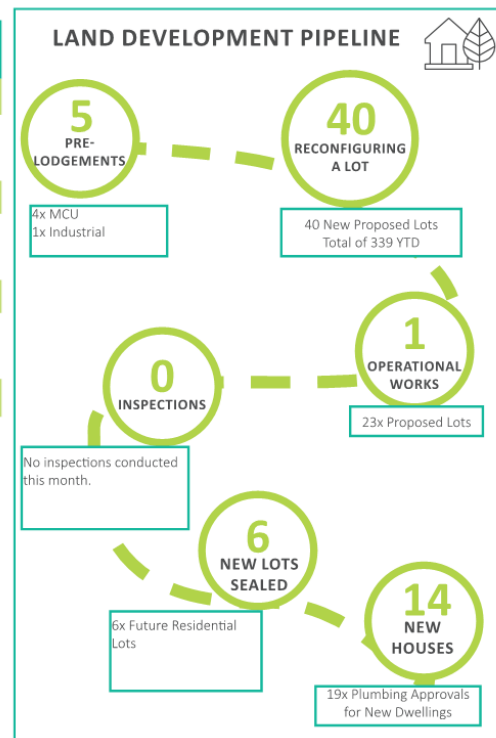 LAND DEVELOPMENT PIPELINE
5
PRE-
LODGEMENTS
4x MCU
1x Industrial
40
RECONFIGURING
A LOT
40 New Proposed Lots
Total of 339 YTD
1
OPERATIONAL
WORKS
23x Proposed Lots
0
INSPECTIONS
No inspections conducted
this month.
6
NEW LOTS
SEALED
6x Future Residential
Lots
14
NEW
HOUSES
19x Plumbing Approvals
for New Dwellings